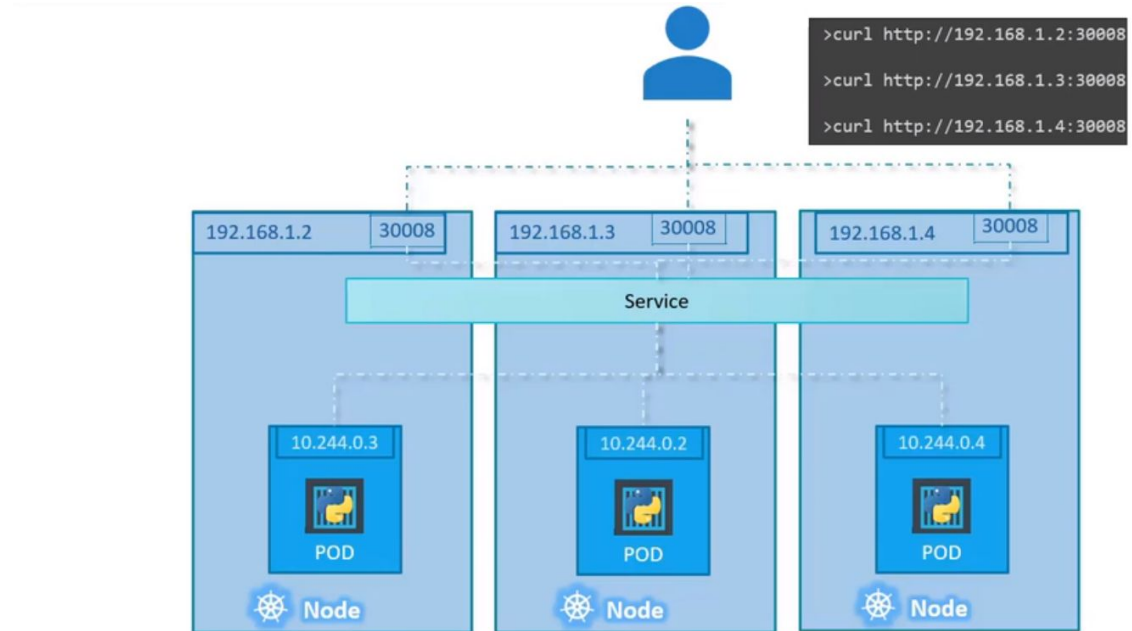 >curl http://192.168.1.2:30008
>curl http://192.168.1.3:30008
>curl http://192.168.1.4:30008
192.168.1.2
30008
192.168.1.3
30008
192.168.1.4
30008
Service
10.244.0.3
10.244.0.2
10.244.0.4
POD
POD
POD
Node
Node
Node